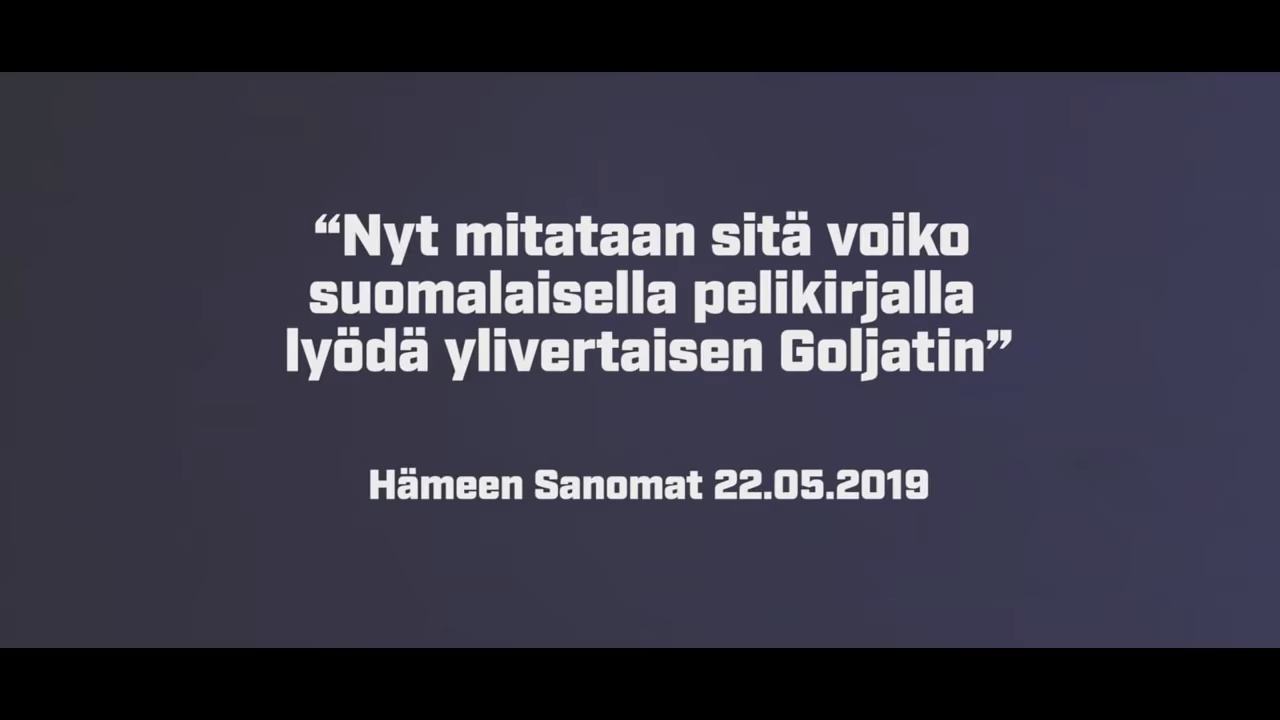 “Nyt mitataan sitä voiko
suomalaisella pelikirjalla
lyödä ylivertaisen Goljatin”
Hämeen Sanomat 22.05.2019